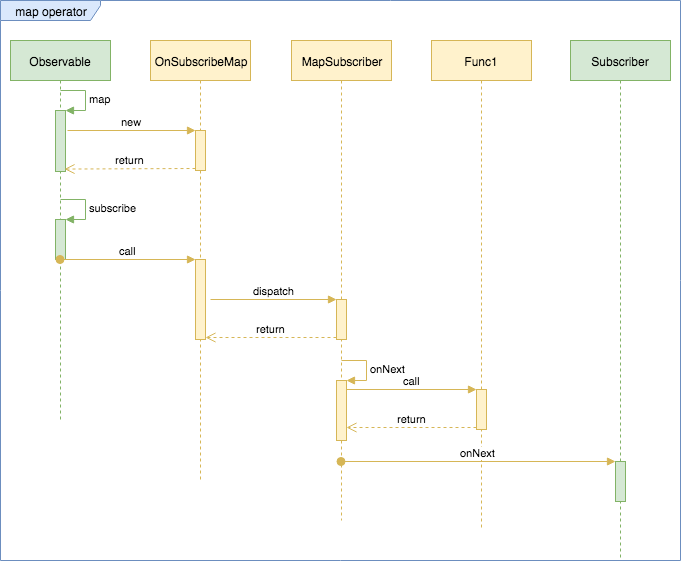 map operator
Observable
OnSubscribeMap
MapSubscriber
Func1
Subscriber
map
new
return
subscribe
call
dispatch
return
onNext
call
return
onNext